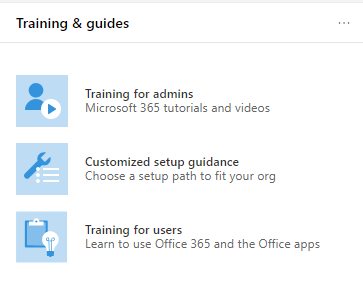 Training & guides
Training for admins
Microsoft 365 tutorials and videos
Customized setup guidance
Choose a setup path to fit your org
Training for users
Learn to use Office 365 and the Office apps